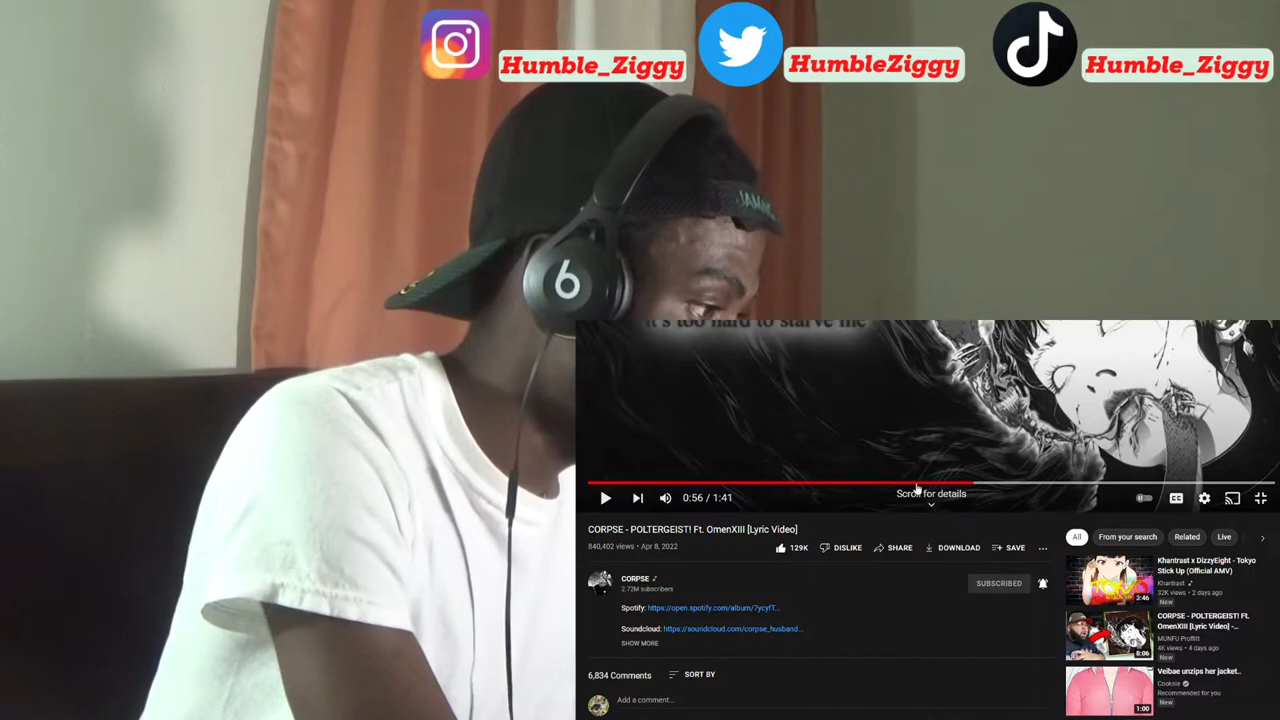 Humble_Ziggy
HumbleZiggy
Humble_Ziggy
it's too hard to starve me
0:56 / 1:41
Scroll for details
CC
CORPSE - POLTERGEIST! Ft. OmenXIII [Lyric Video]
840,402 views • Apr 8, 2022
129K
DISLIKE
SHARE
DOWNLOAD
SAVE
CORPSE
2.72M subscribers
SUBSCRIBED
Spotify: https://open.spotify.com/album/7ycyfT...
Soundcloud: https://soundcloud.com/corpse_husband...
SHOW MORE
6,834 Comments
SORT BY
Add a comment...
All
From your search
Related
Live
Khantrast x DizzyEight - Tokyo
Stick Up (Official AMV)
Khantrast
32K views • 2 days ago
New
3:46
CORPSE - POLTERGEIST! Ft.
OmenXIII [Lyric Video] -...
MUNFU Proffitt
4K views • 4 days ago
New
8:06
Veibae unzips her jacket..
Cooksie
Recommended for you
New
1:00